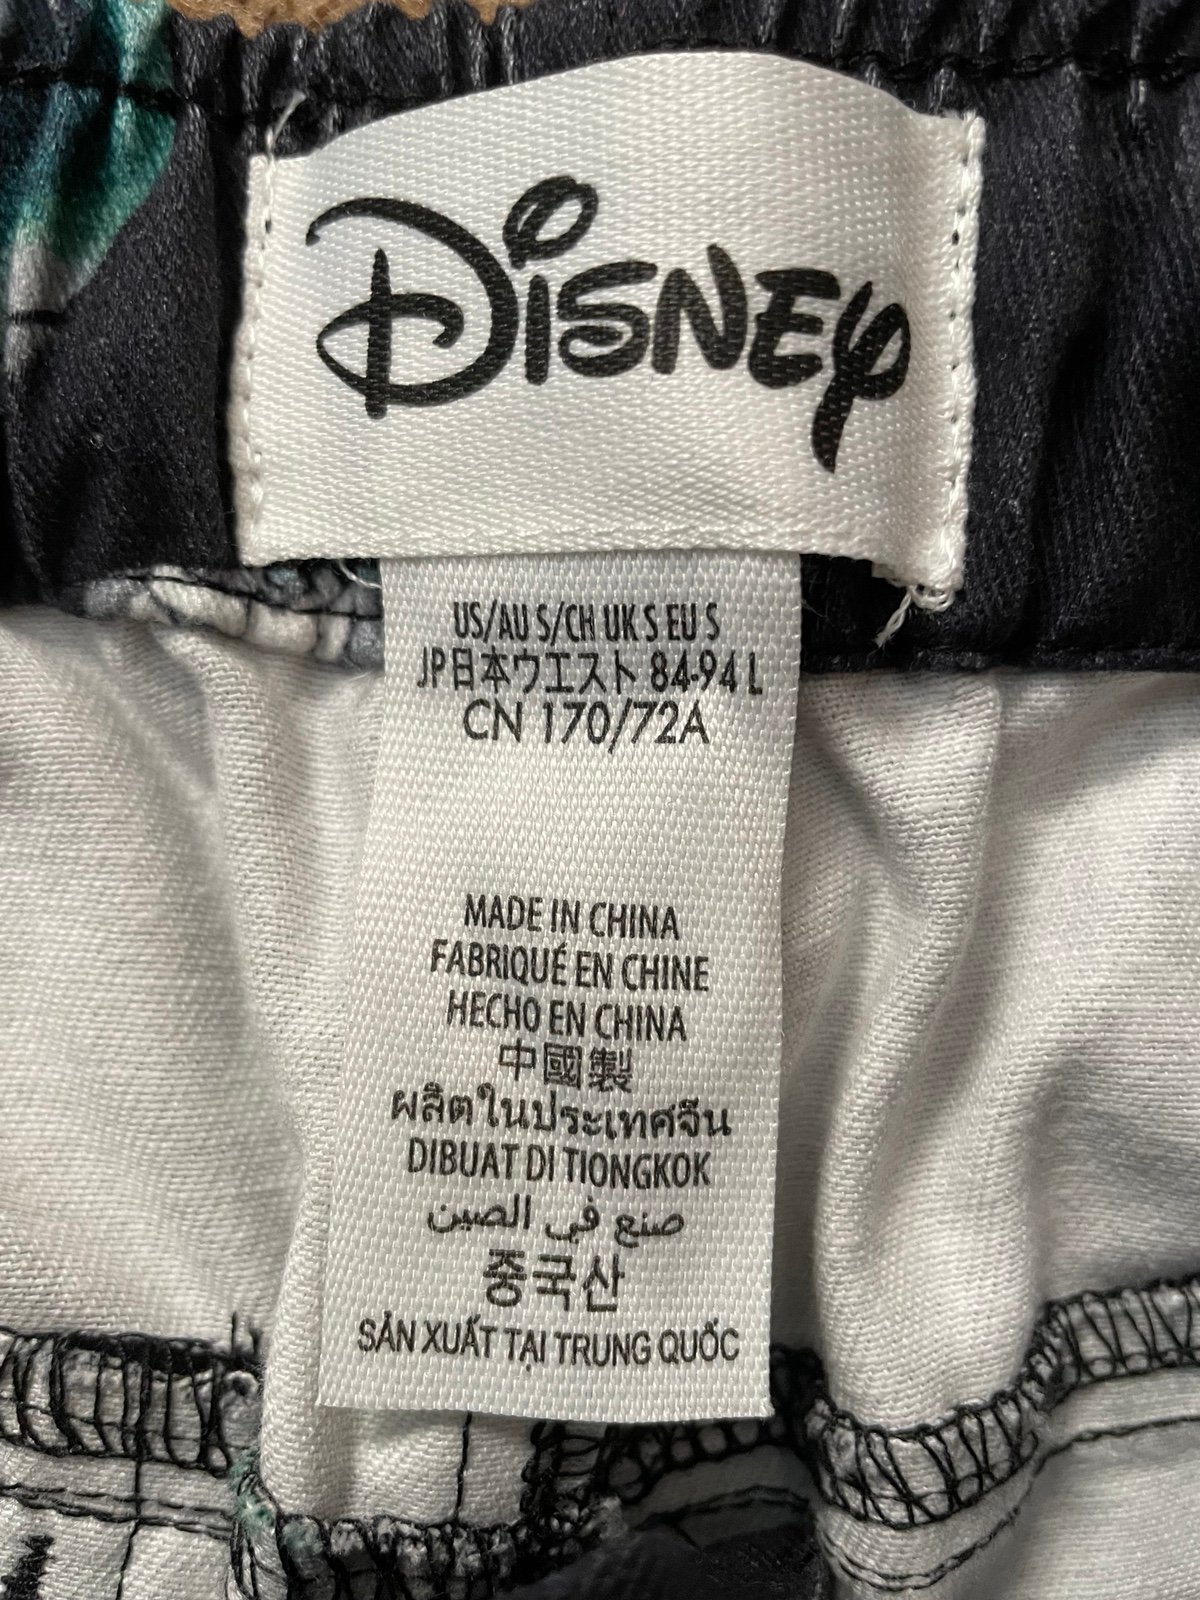 Disney
US/AU S/CH UK S EU S
JP日本ウエスト 84-94 L
CN 170/72A
MADE IN CHINA
FABRIQUÉ EN CHINE
HECHO EN CHINA
中國製
ผลิตในประเทศจีน
DIBUAT DI TIONGKOK
صنع في الصين
중국산
SẢN XUẤT TẠI TRUNG QUỐC